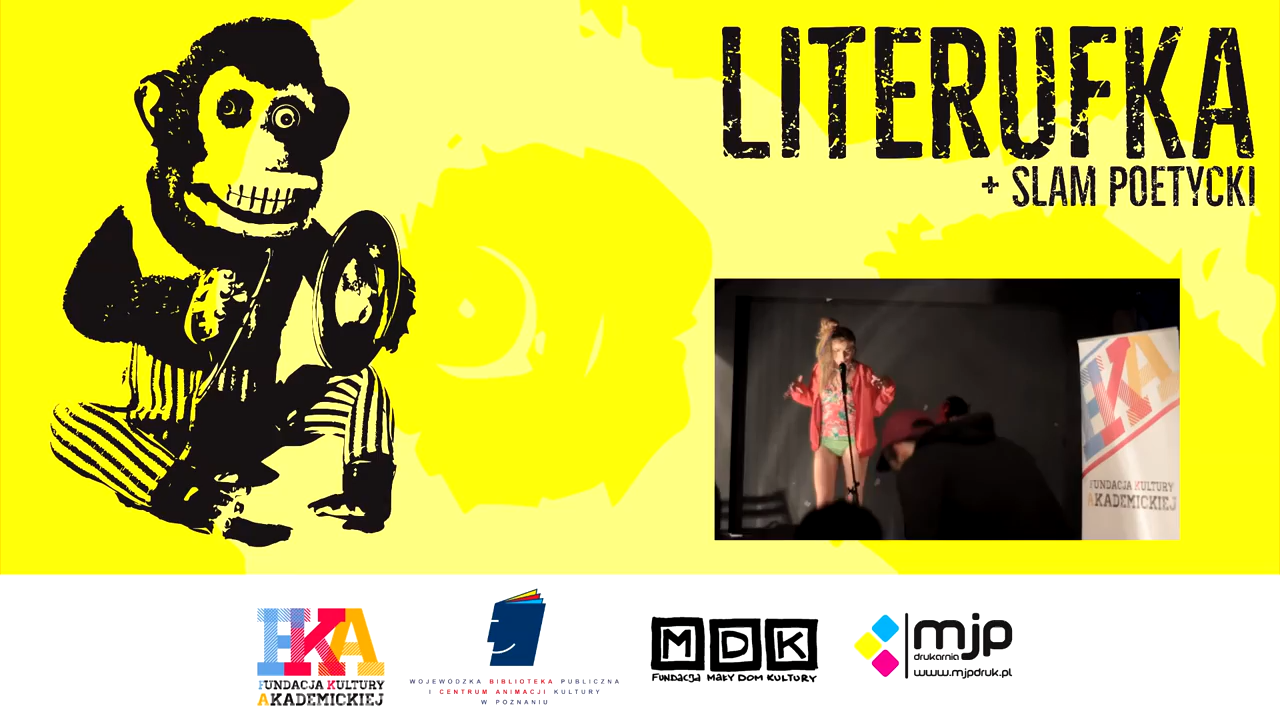 LITERUFKA
+ SLAM POETYCKI
FKA
FUNDACJA KULTURY
AKADEMICKIEJ
FKA
FUNDACJA KULTURY
AKADEMICKIEJ
WOJEWÓDZKA BIBLIOTEKA PUBLICZNA
I CENTRUM ANIMACJI KULTURY
W POZNANIU
MDK
FUNDACJA MAŁY DOM KULTURY
mjp
drukarnia
www.mjpdruk.pl